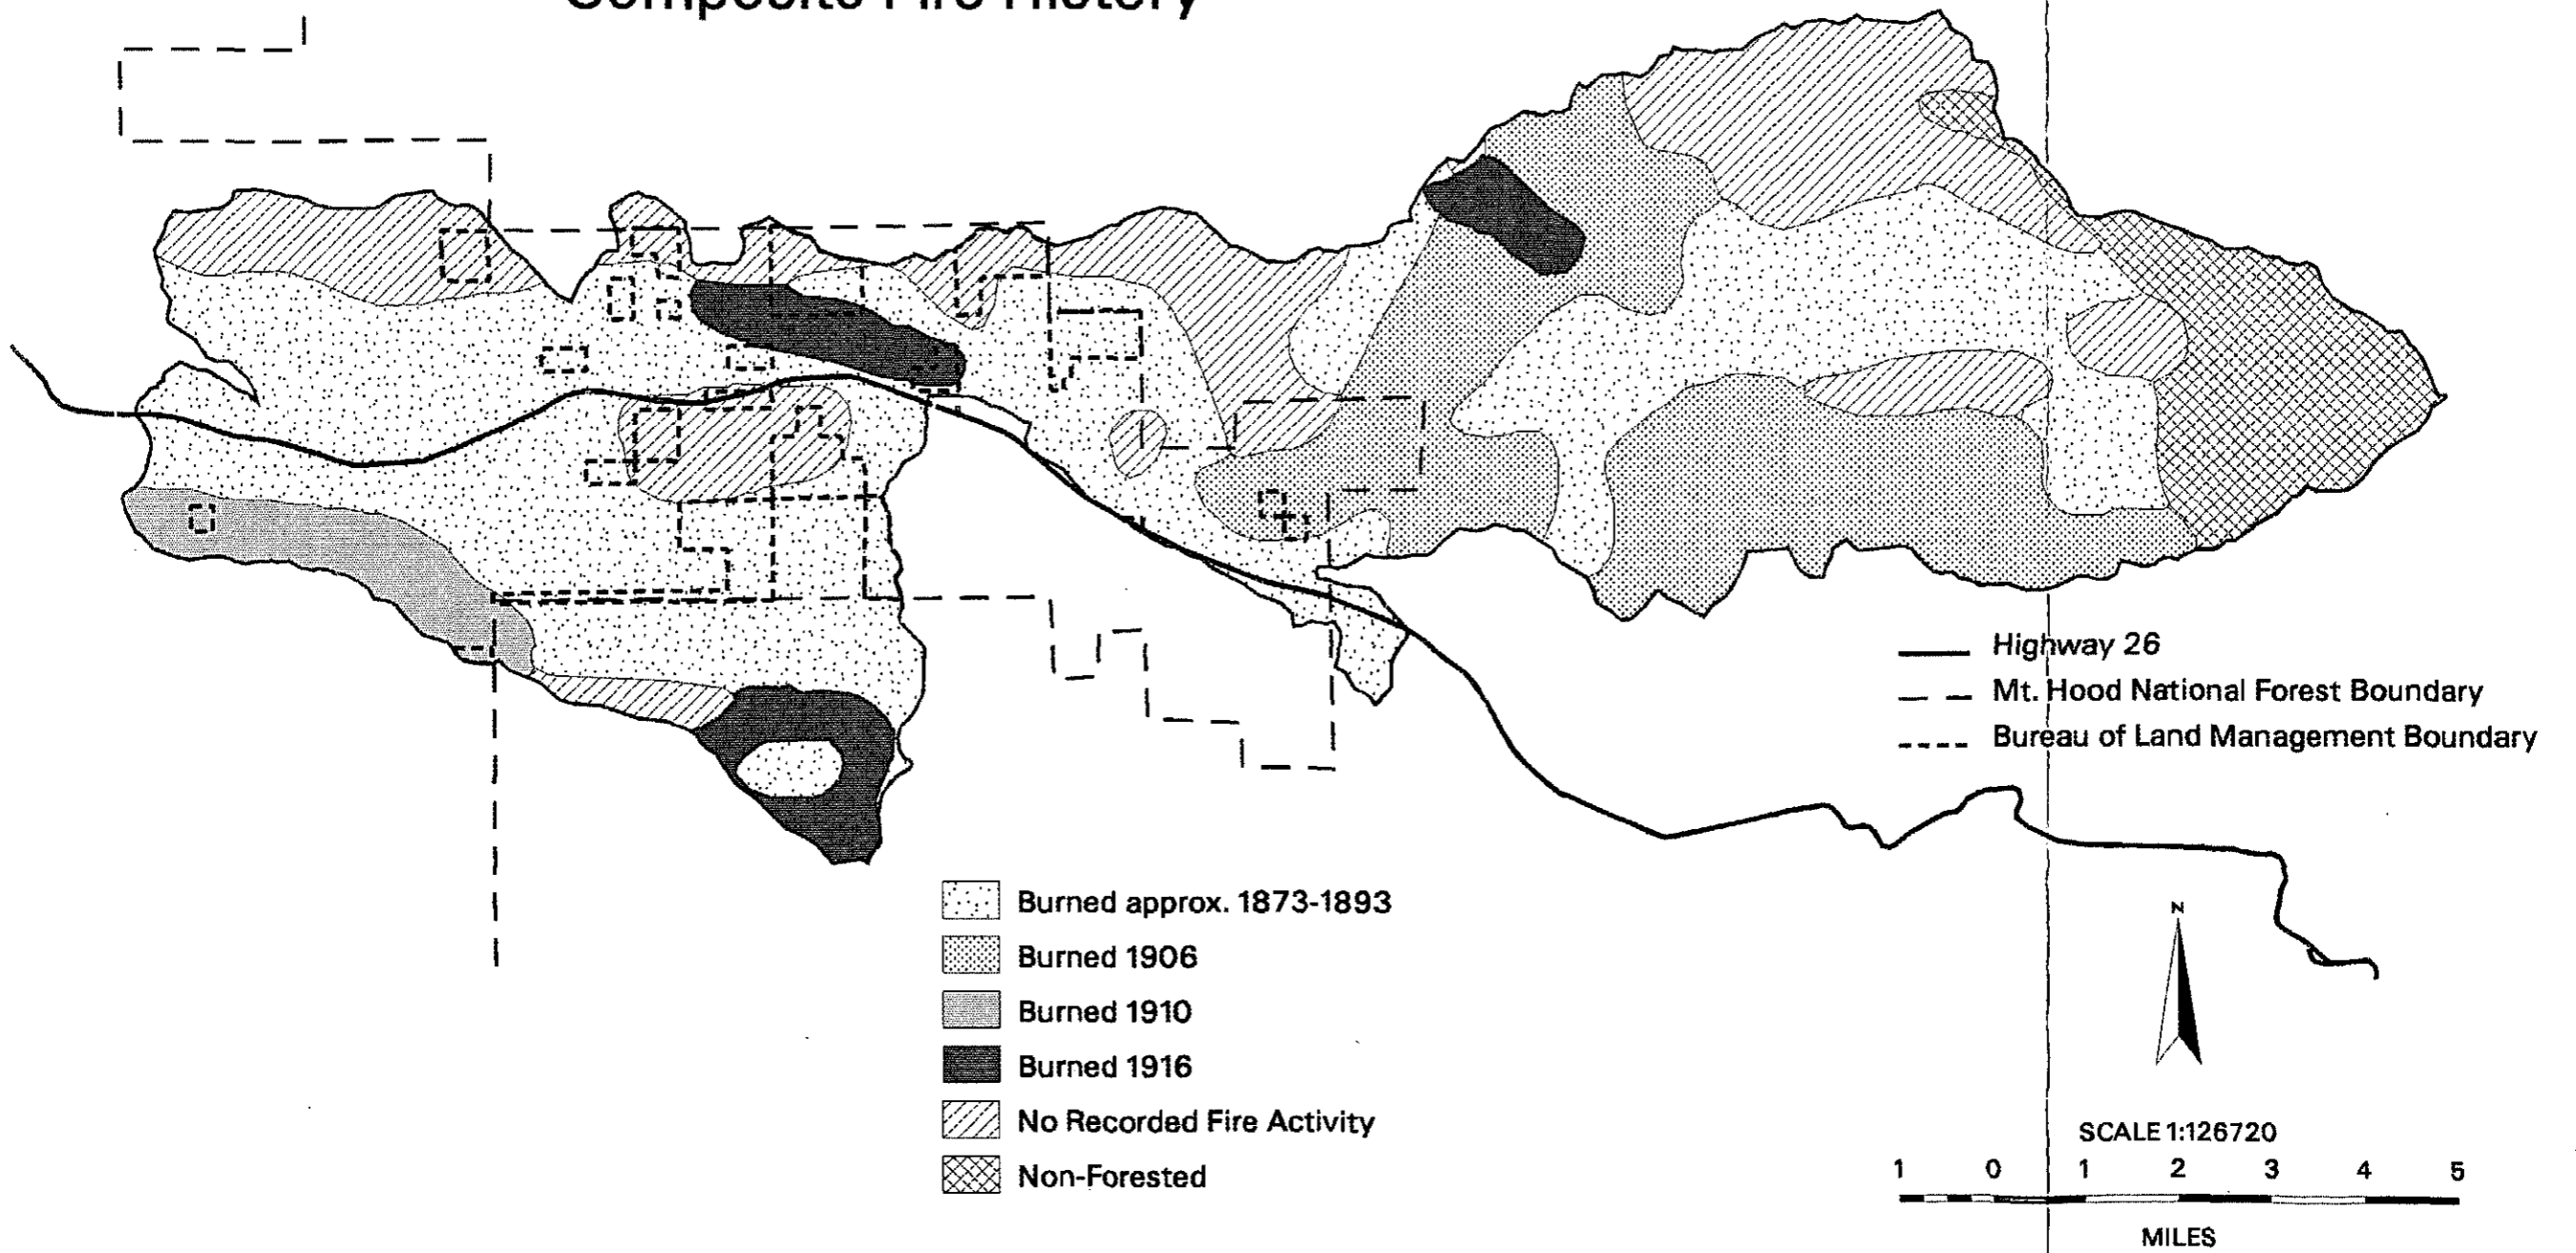 Composite Fire History
Highway 26
Mt. Hood National Forest Boundary
Bureau of Land Management Boundary
Burned approx. 1873-1893
Burned 1906
Burned 1910
Burned 1916
No Recorded Fire Activity
Non-Forested
N
SCALE 1:126720
1 0 1 2 3 4 5
MILES